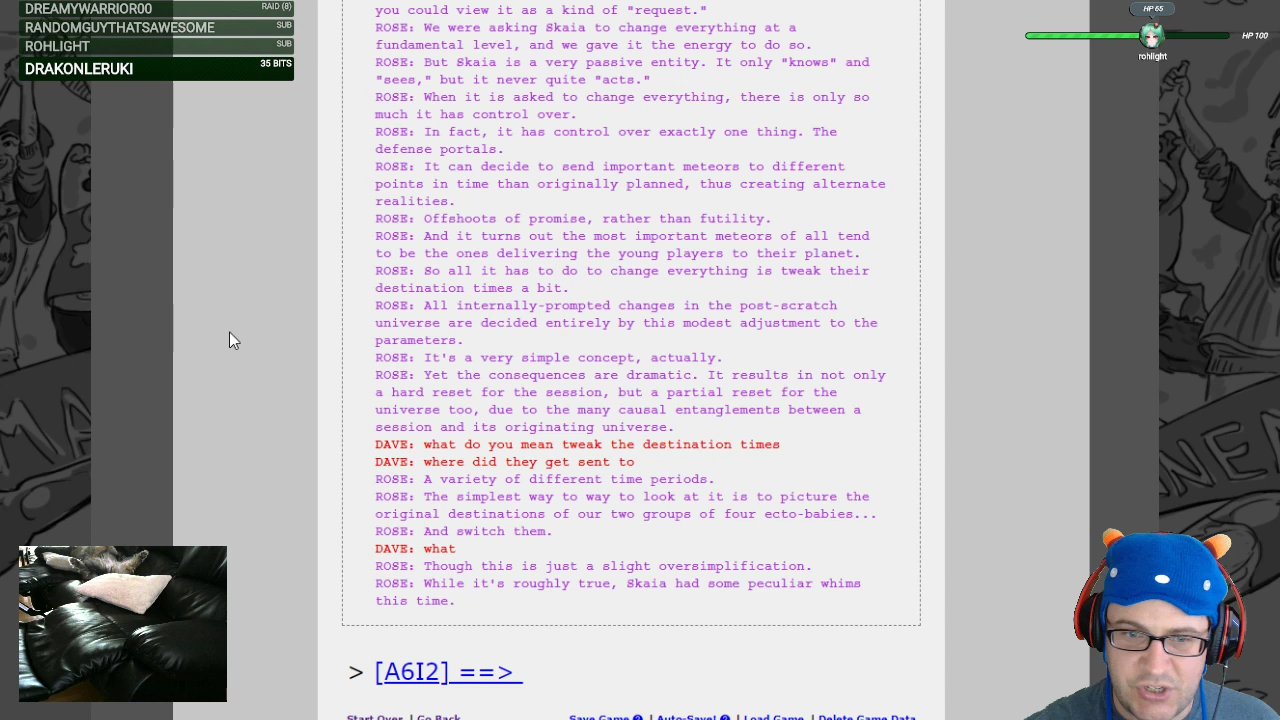 DREAMYWARRIOR00 RAID (8)
RANDOMGUYTHATSAWESOME SUB
ROHLIGHT SUB
DRAKONLERUKI 35 BITS
HP 65
HP 100
rohlight
you could view it as a kind of "request."
ROSE: We were asking Skaia to change everything at a
fundamental level, and we gave it the energy to do so.
ROSE: But Skaia is a very passive entity. It only "knows" and
"sees," but it never quite "acts."
ROSE: When it is asked to change everything, there is only so
much it has control over.
ROSE: In fact, it has control over exactly one thing. The
defense portals.
ROSE: It can decide to send important meteors to different
points in time than originally planned, thus creating alternate
realities.
ROSE: Offshoots of promise, rather than futility.
ROSE: And it turns out the most important meteors of all tend
to be the ones delivering the young players to their planet.
ROSE: So all it has to do to change everything is tweak their
destination times a bit.
ROSE: All internally-prompted changes in the post-scratch
universe are decided entirely by this modest adjustment to the
parameters.
ROSE: It's a very simple concept, actually.
ROSE: Yet the consequences are dramatic. It results in not only
a hard reset for the session, but a partial reset for the
universe too, due to the many causal entanglements between a
session and its originating universe.
DAVE: what do you mean tweak the destination times
DAVE: where did they get sent to
ROSE: A variety of different time periods.
ROSE: The simplest way to way to look at it is to picture the
original destinations of our two groups of four ecto-babies...
ROSE: And switch them.
DAVE: what
ROSE: Though this is just a slight oversimplification.
ROSE: While it's roughly true, Skaia had some peculiar whims
this time.
> [A6I2] ==>
Start Over | Go Back Save Game ? | Auto-Save! ? | Load Game | Delete Game Data